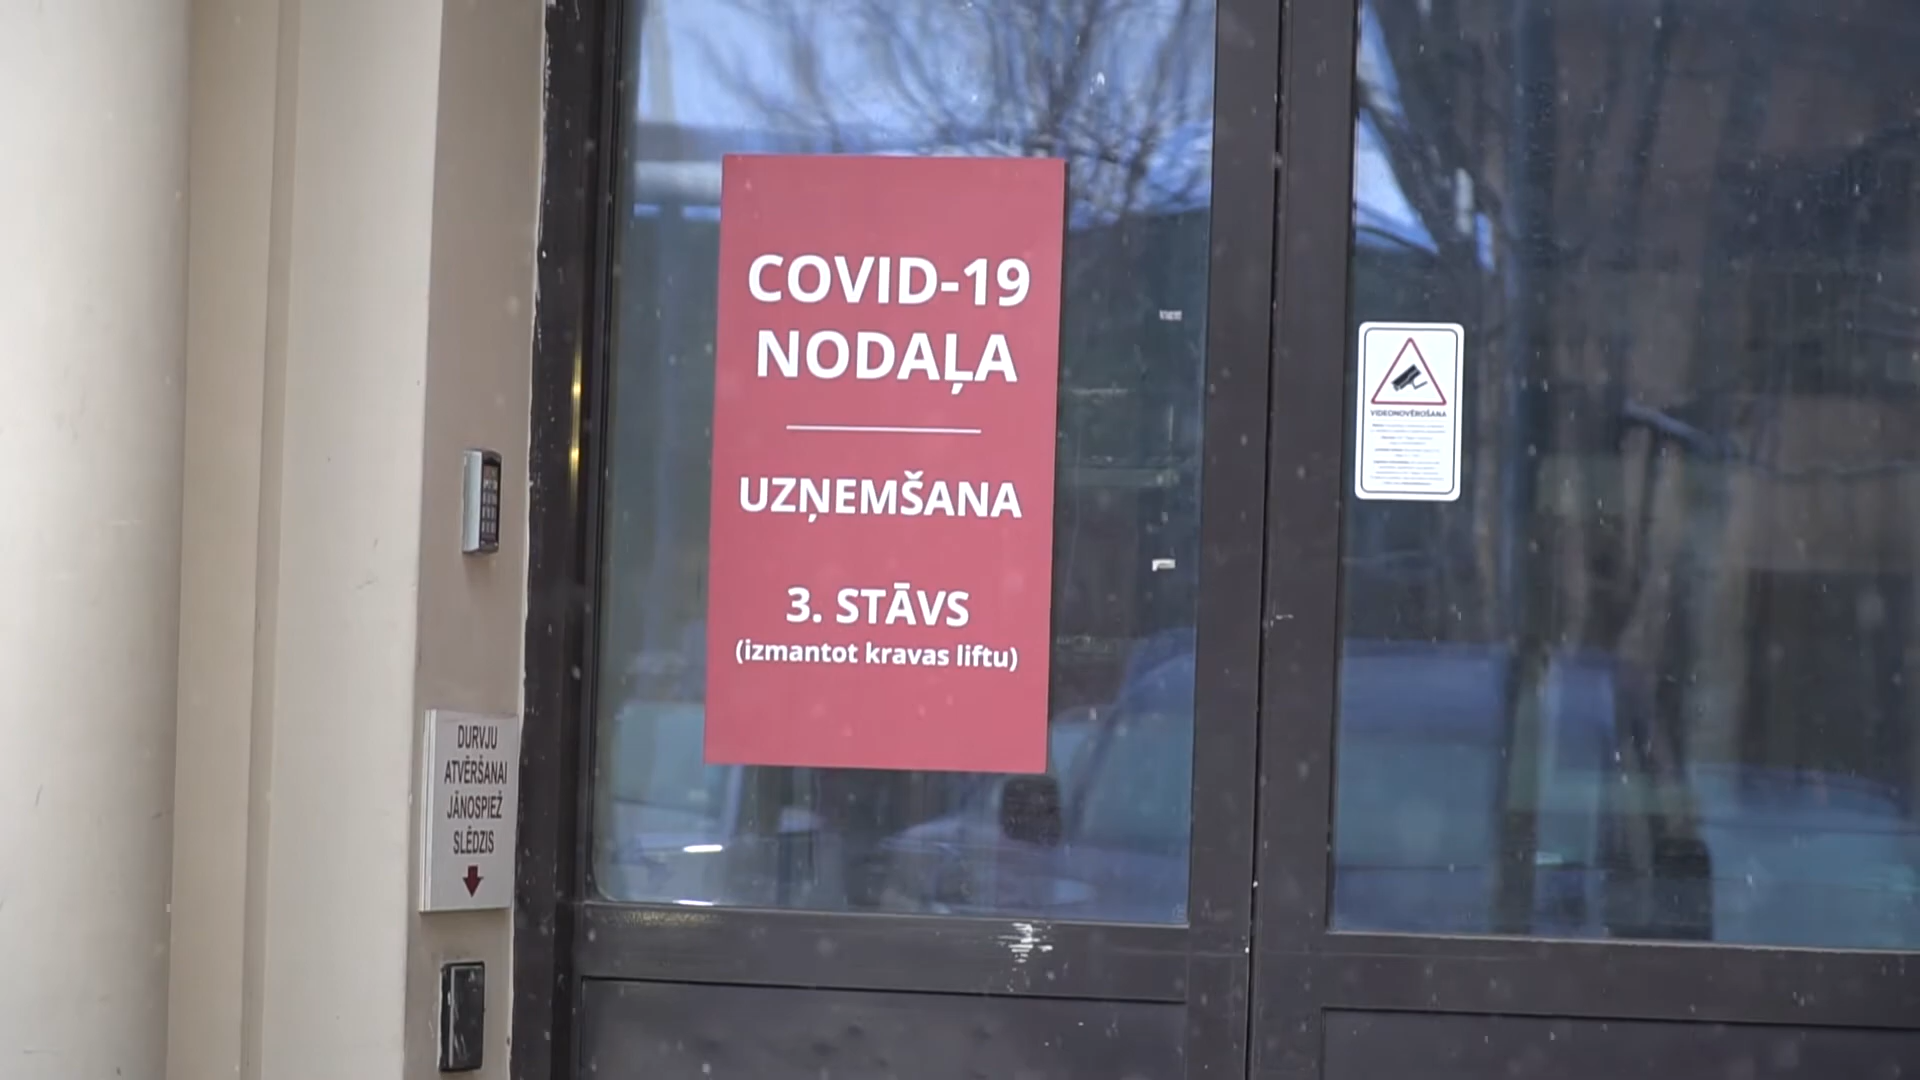 COVID-19
NODAĻA
UZŅEMŠANA
3. STĀVS
(izmantot kravas liftu)
DURVJU
ATVĒRŠANAI
JĀNOSPIEŽ
SLĒDZIS
VIDEONOVĒROŠANA